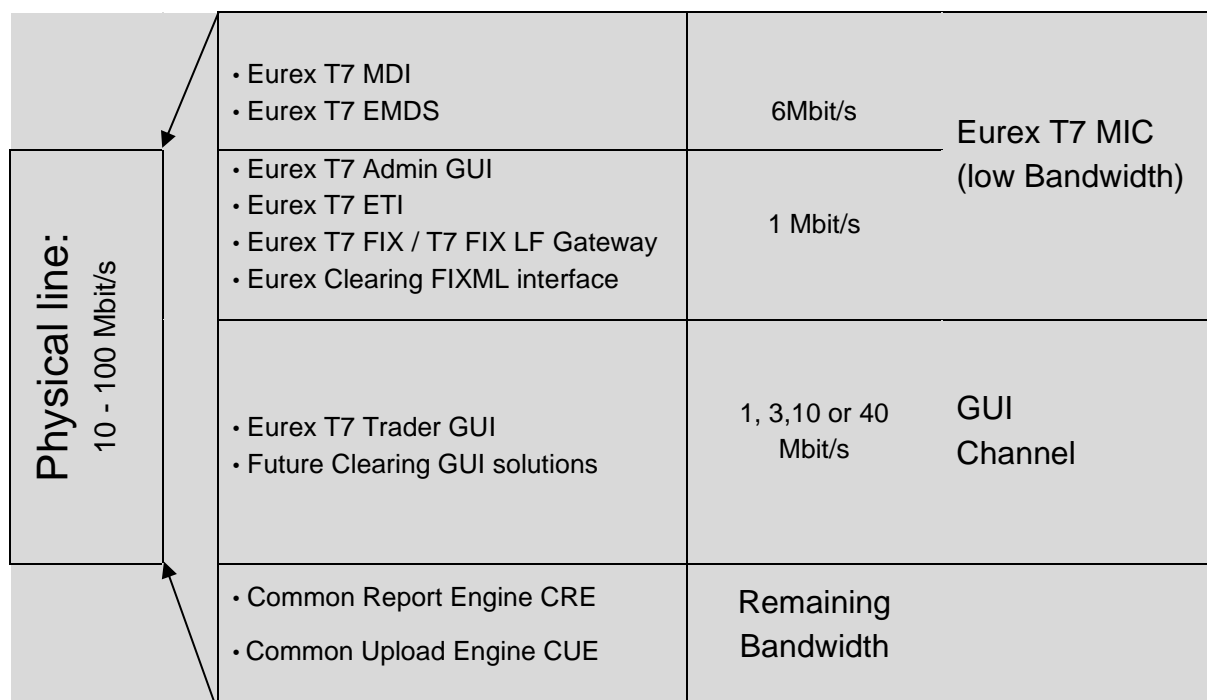 Physical line:
10 - 100 Mbit/s
• Eurex T7 MDI
• Eurex T7 EMDS
6Mbit/s
Eurex T7 MIC
(low Bandwidth)
• Eurex T7 Admin GUI
• Eurex T7 ETI
• Eurex T7 FIX / T7 FIX LF Gateway
• Eurex Clearing FIXML interface
1 Mbit/s
• Eurex T7 Trader GUI
• Future Clearing GUI solutions
1, 3,10 or 40
Mbit/s
GUI
Channel
• Common Report Engine CRE
• Common Upload Engine CUE
Remaining
Bandwidth